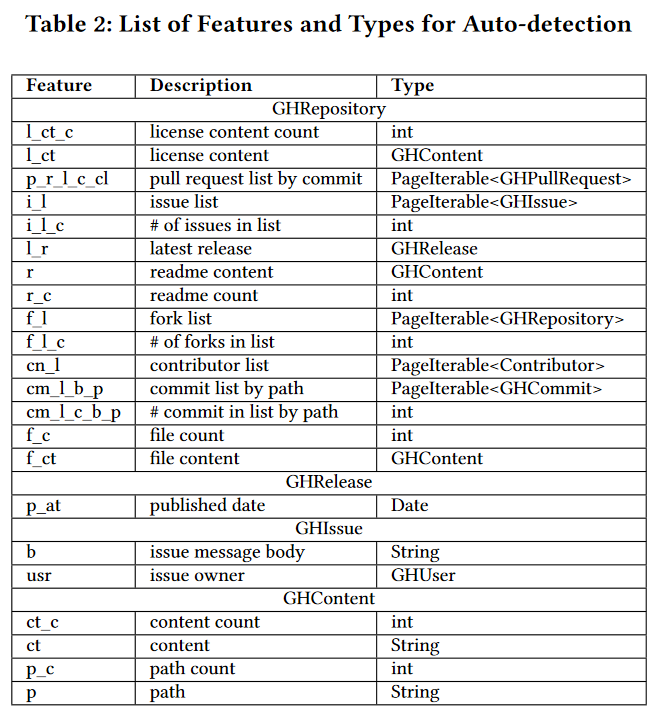 Table 2: List of Features and Types for Auto-detection
Feature Description Type
GHRepository
l_ct_c license content count int
l_ct license content GHContent
p_r_l_c_cl pull request list by commit PageIterable<GHPullRequest>
i_l issue list PageIterable<GHIssue>
i_l_c # of issues in list int
l_r latest release GHRelease
r readme content GHContent
r_c readme count int
f_l fork list PageIterable<GHRepository>
f_l_c # of forks in list int
cn_l contributor list PageIterable<Contributor>
cm_l_b_p commit list by path PageIterable<GHCommit>
cm_l_c_b_p # commit in list by path int
f_c file count int
f_ct file content GHContent
GHRelease
p_at published date Date
GHIssue
b issue message body String
usr issue owner GHUser
GHContent
ct_c content count int
ct content String
p_c path count int
p path String